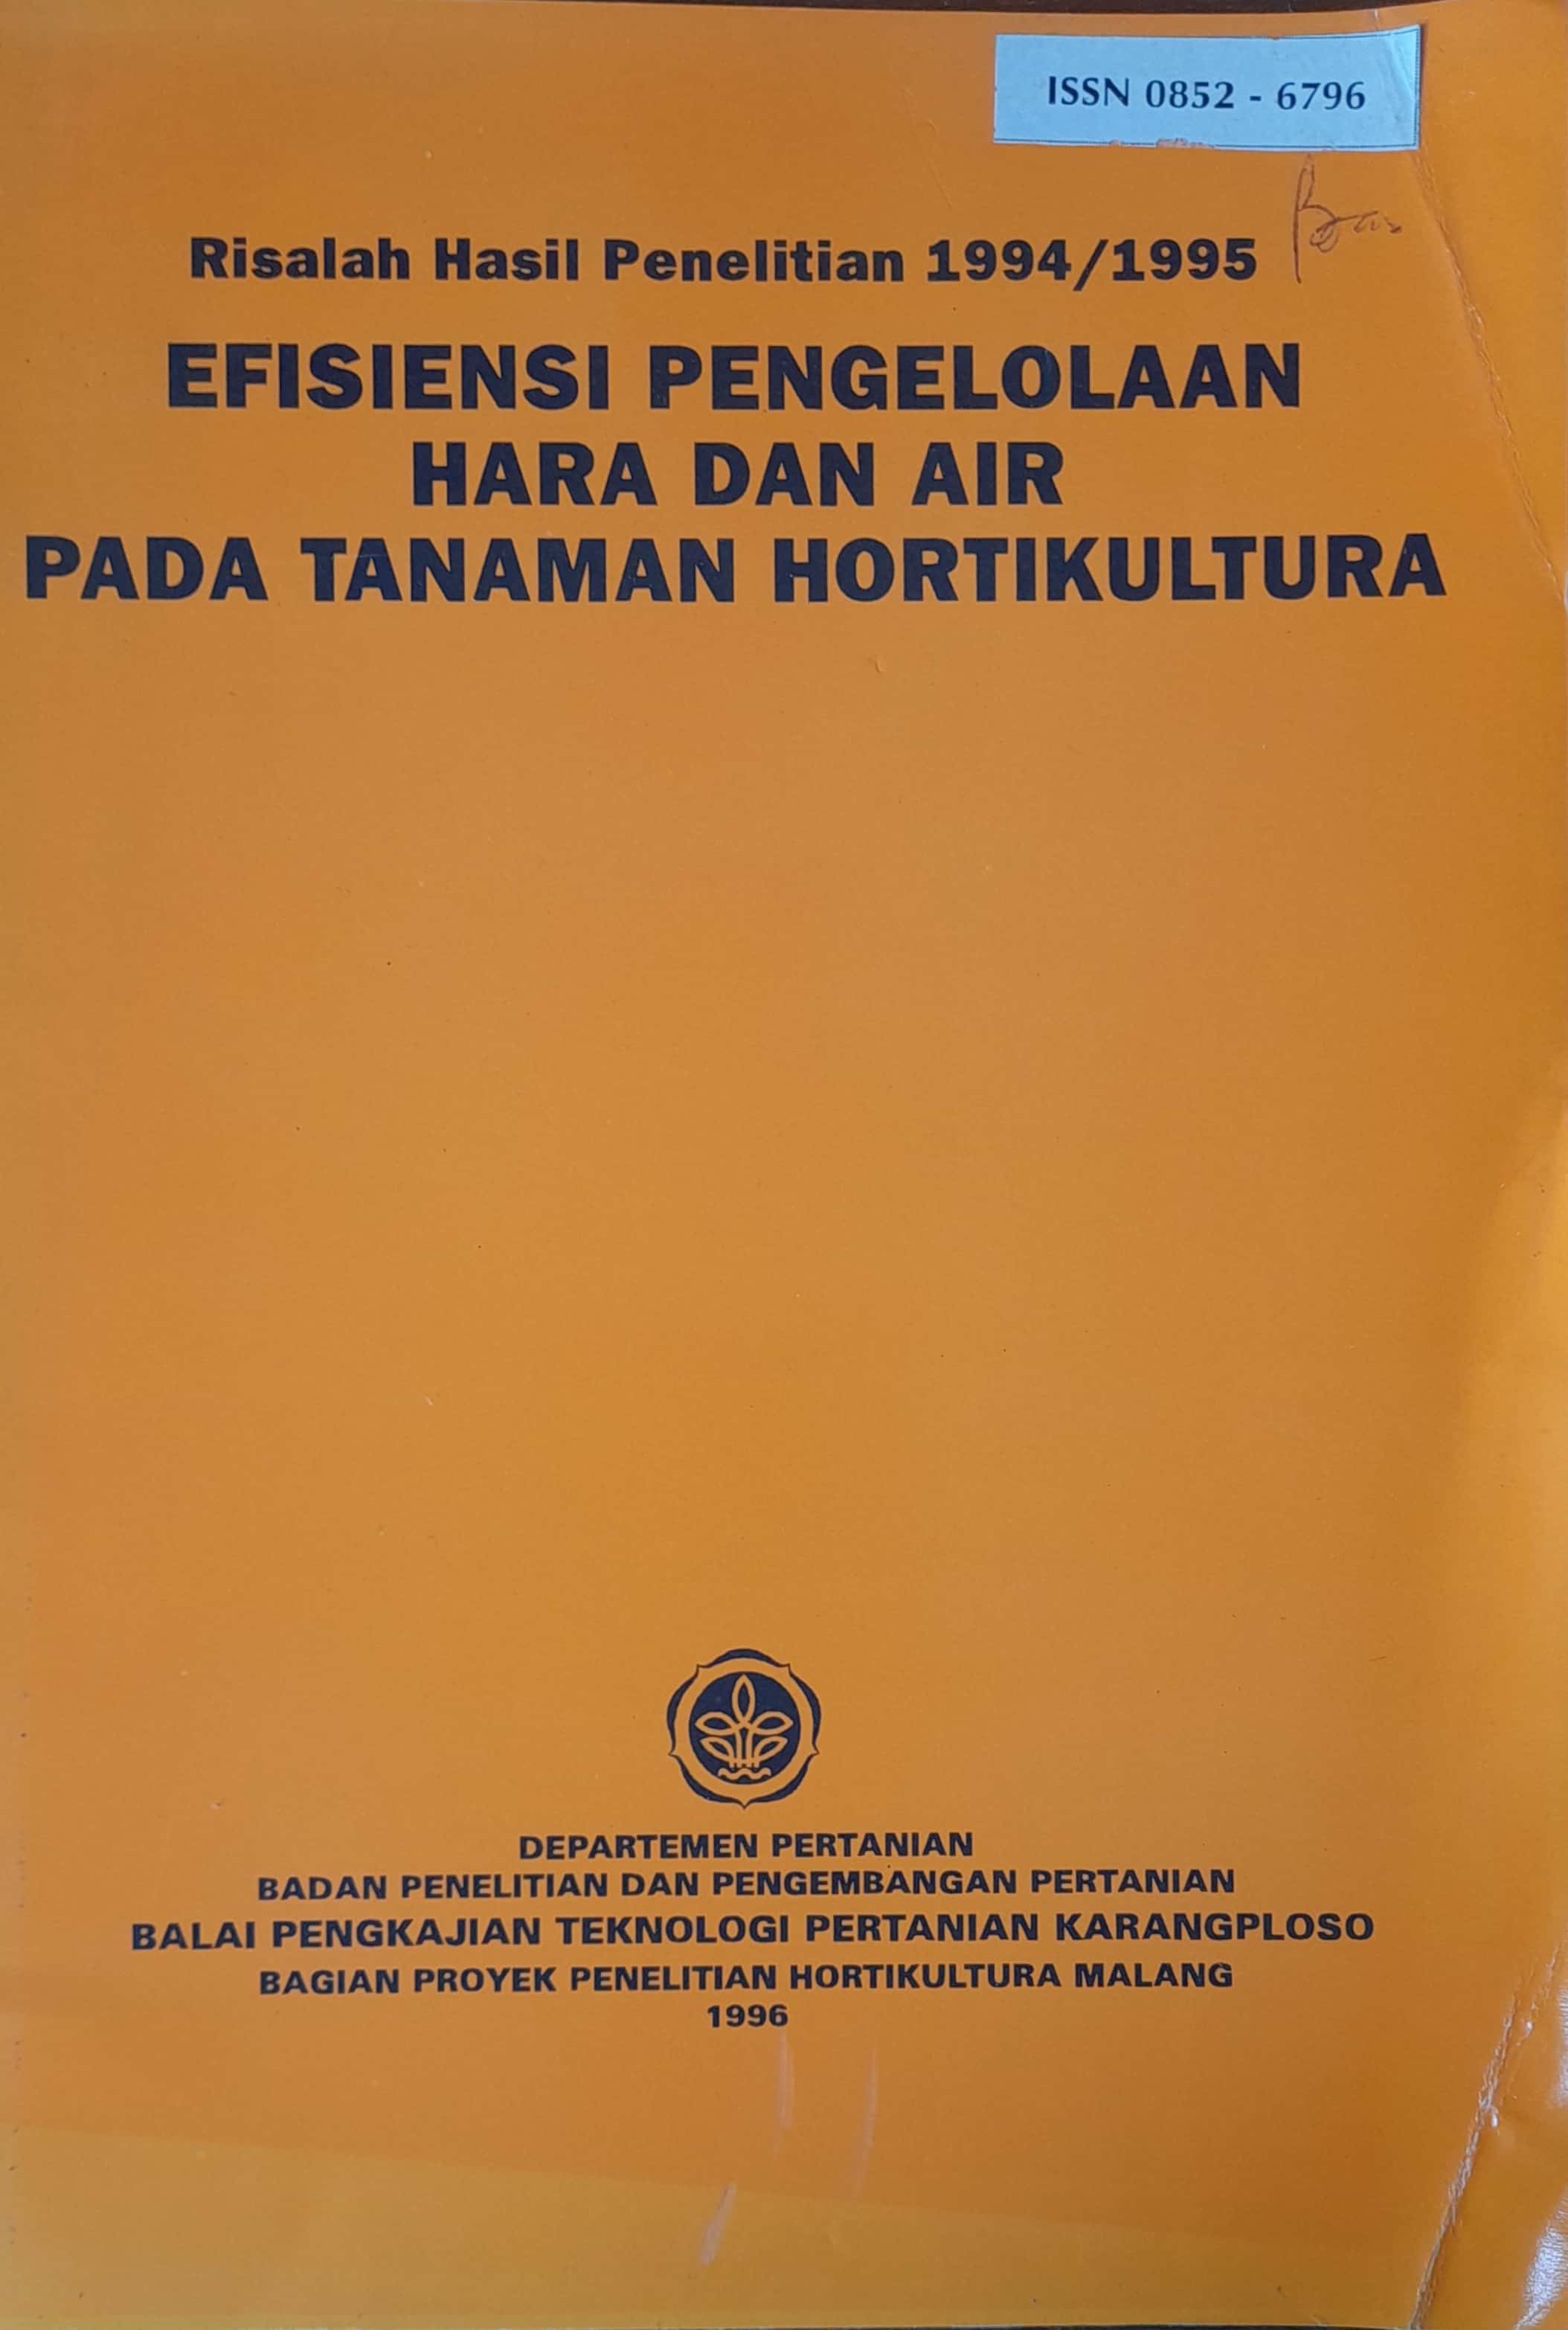 ISSN 0852 - 6796
Risalah Hasil Penelitian 1994/1995
EFISIENSI PENGELOLAAN
HARA DAN AIR
PADA TANAMAN HORTIKULTURA
DEPARTEMEN PERTANIAN
BADAN PENELITIAN DAN PENGEMBANGAN PERTANIAN
BALAI PENGKAJIAN TEKNOLOGI PERTANIAN KARANGPLOSO
BAGIAN PROYEK PENELITIAN HORTIKULTURA MALANG
1996